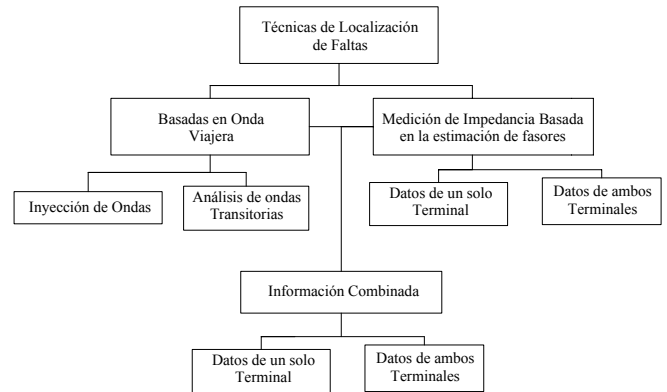 Técnicas de Localización
de Faltas
Basadas en Onda
Viajera
Medición de Impedancia Basada
en la estimación de fasores
Inyección de Ondas
Análisis de ondas
Transitorias
Datos de un solo
Terminal
Datos de ambos
Terminales
Información Combinada
Datos de un solo
Terminal
Datos de ambos
Terminales